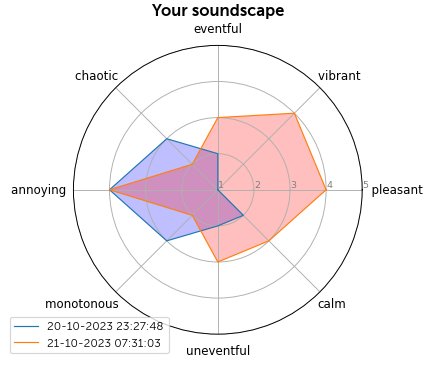 Your soundscape
eventful
chaotic
vibrant
annoying
1 2 3 4 5
pleasant
monotonous
calm
20-10-2023 23:27:48
21-10-2023 07:31:03
uneventful